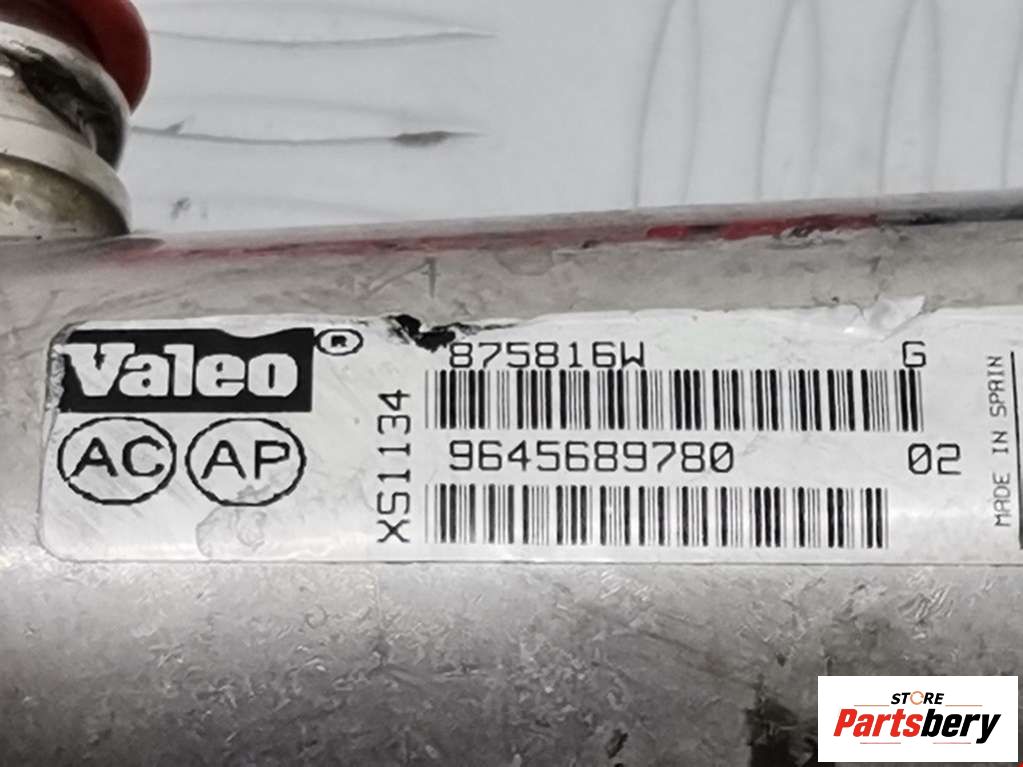 Valeo ®
AC AP
XS1134
875816W G
9645689780 02
MADE IN SPAIN
STORE
Partsbery